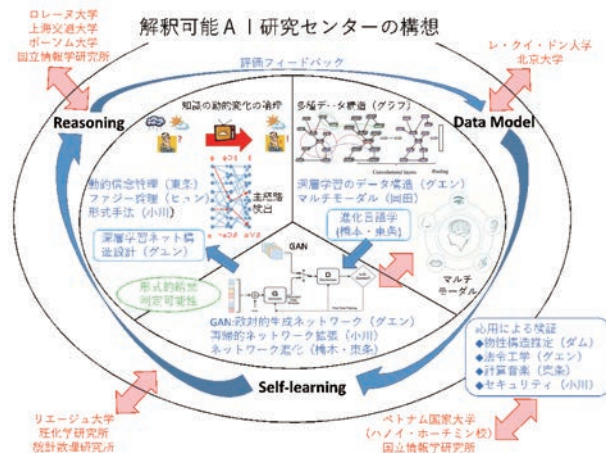 解釈可能AI研究センターの構想
ロレーヌ大学
上海交通大学
ボーソム大学
国立情報学研究所
レ・クイ・ドン大学
北京大学
評価フィードバック
Reasoning
Data Model
知識の動的変化の論理
多種データ構造(グラフ)
動的信念管理(東条)
ファジー論理(ヒュン)
形式手法(小川)
主経路
検出
深層学習のデータ構造(グエン)
マルチモーダル(岡田)
進化言語学
(橋本・東条)
深層学習ネット構
造設計(グエン)
GAN
マルチ
モーダル
形式的
判定可能性
GAN:敵対的生成ネットワーク(グエン)
再帰的ネットワーク拡張(小川)
ネットワーク進化(橋本・東条)
Self-learning
応用による検証
◆物性構造推定(ダム)
◆法令工学(グエン)
◆計算音楽(東条)
◆セキュリティ(小川)
リエージュ大学
理化学研究所
統計数理研究所
ベトナム国家大学
(ハノイ・ホーチミン校)
国立情報学研究所